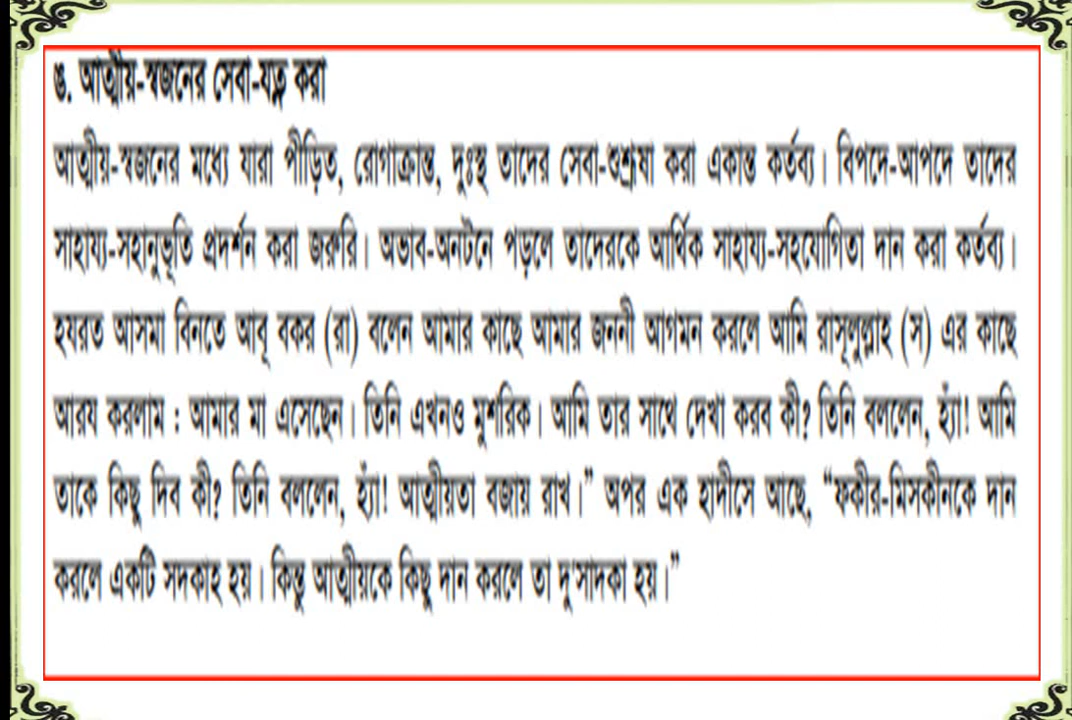 ঙ. আত্মীয়-স্বজনের সেবা-যত্ন করা
আত্মীয়-স্বজনের মধ্যে যারা পীড়িত, রোগাক্রান্ত, দুঃস্থ তাদের সেবা-শুশ্রূষা করা একান্ত কর্তব্য। বিপদে-আপদে তাদের
সাহায্য-সহানুভূতি প্রদর্শন করা জরুরি। অভাব-অনটনে পড়লে তাদেরকে আর্থিক সাহায্য-সহযোগিতা দান করা কর্তব্য।
হযরত আসমা বিনতে আবূ বকর (রা) বলেন আমার কাছে আমার জননী আগমন করলে আমি রাসূলুল্লাহ (স) এর কাছে
আরয করলাম : আমার মা এসেছেন। তিনি এখনও মুশরিক। আমি তার সাথে দেখা করব কী? তিনি বললেন, হ্যাঁ! আমি
তাকে কিছু দিব কী? তিনি বললেন, হ্যাঁ! আত্মীয়তা বজায় রাখ।” অপর এক হাদীসে আছে, “ফকীর-মিসকীনকে দান
করলে একটি সদকাহ হয়। কিন্তু আত্মীয়কে কিছু দান করলে তা দু'সাদকা হয়।”